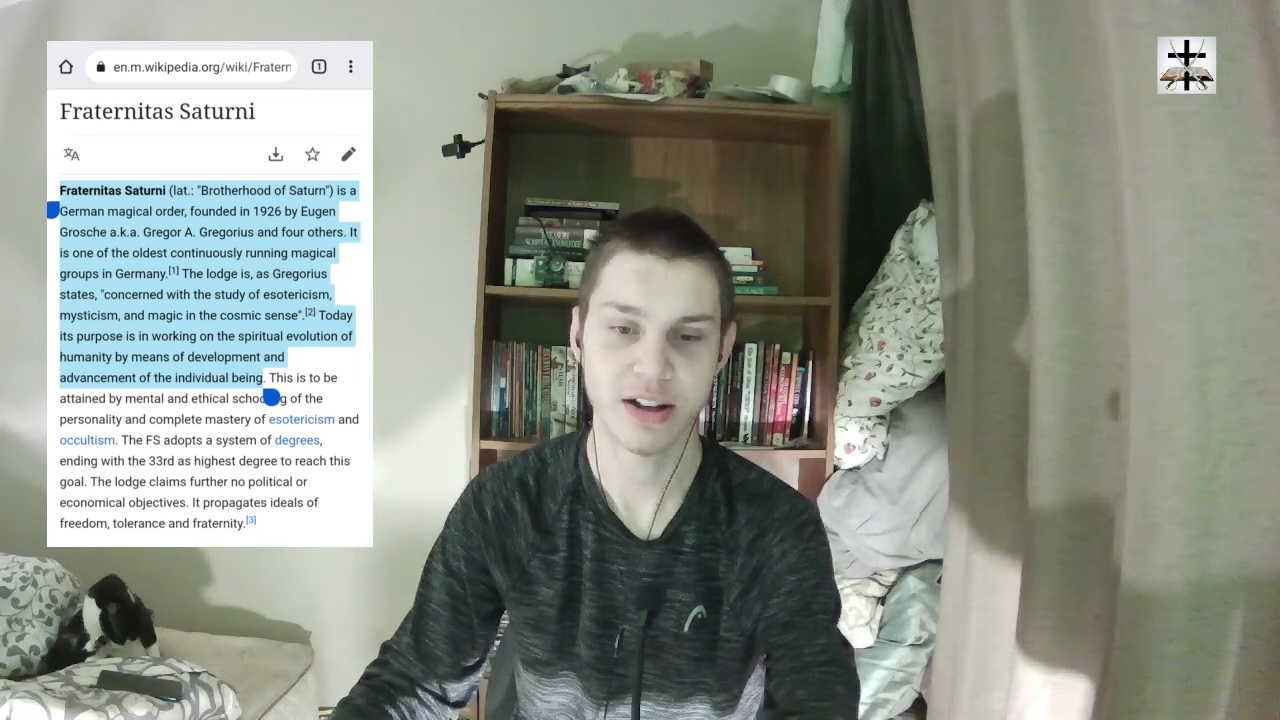 en.m.wikipedia.org/wiki/Fratern
1
Fraternitas Saturni
Fraternitas Saturni (lat.: "Brotherhood of Saturn") is a
German magical order, founded in 1926 by Eugen
Grosche a.k.a. Gregor A. Gregorius and four others. It
is one of the oldest continuously running magical
groups in Germany.[1] The lodge is, as Gregorius
states, "concerned with the study of esotericism,
mysticism, and magic in the cosmic sense".[2] Today
its purpose is in working on the spiritual evolution of
humanity by means of development and
advancement of the individual being. This is to be
attained by mental and ethical of the
personality and complete mastery of esotericism and
occultism. The FS adopts a system of degrees,
ending with the 33rd as highest degree to reach this
goal. The lodge claims further no political or
economical objectives. It propagates ideals of
freedom, tolerance and fraternity.[3]